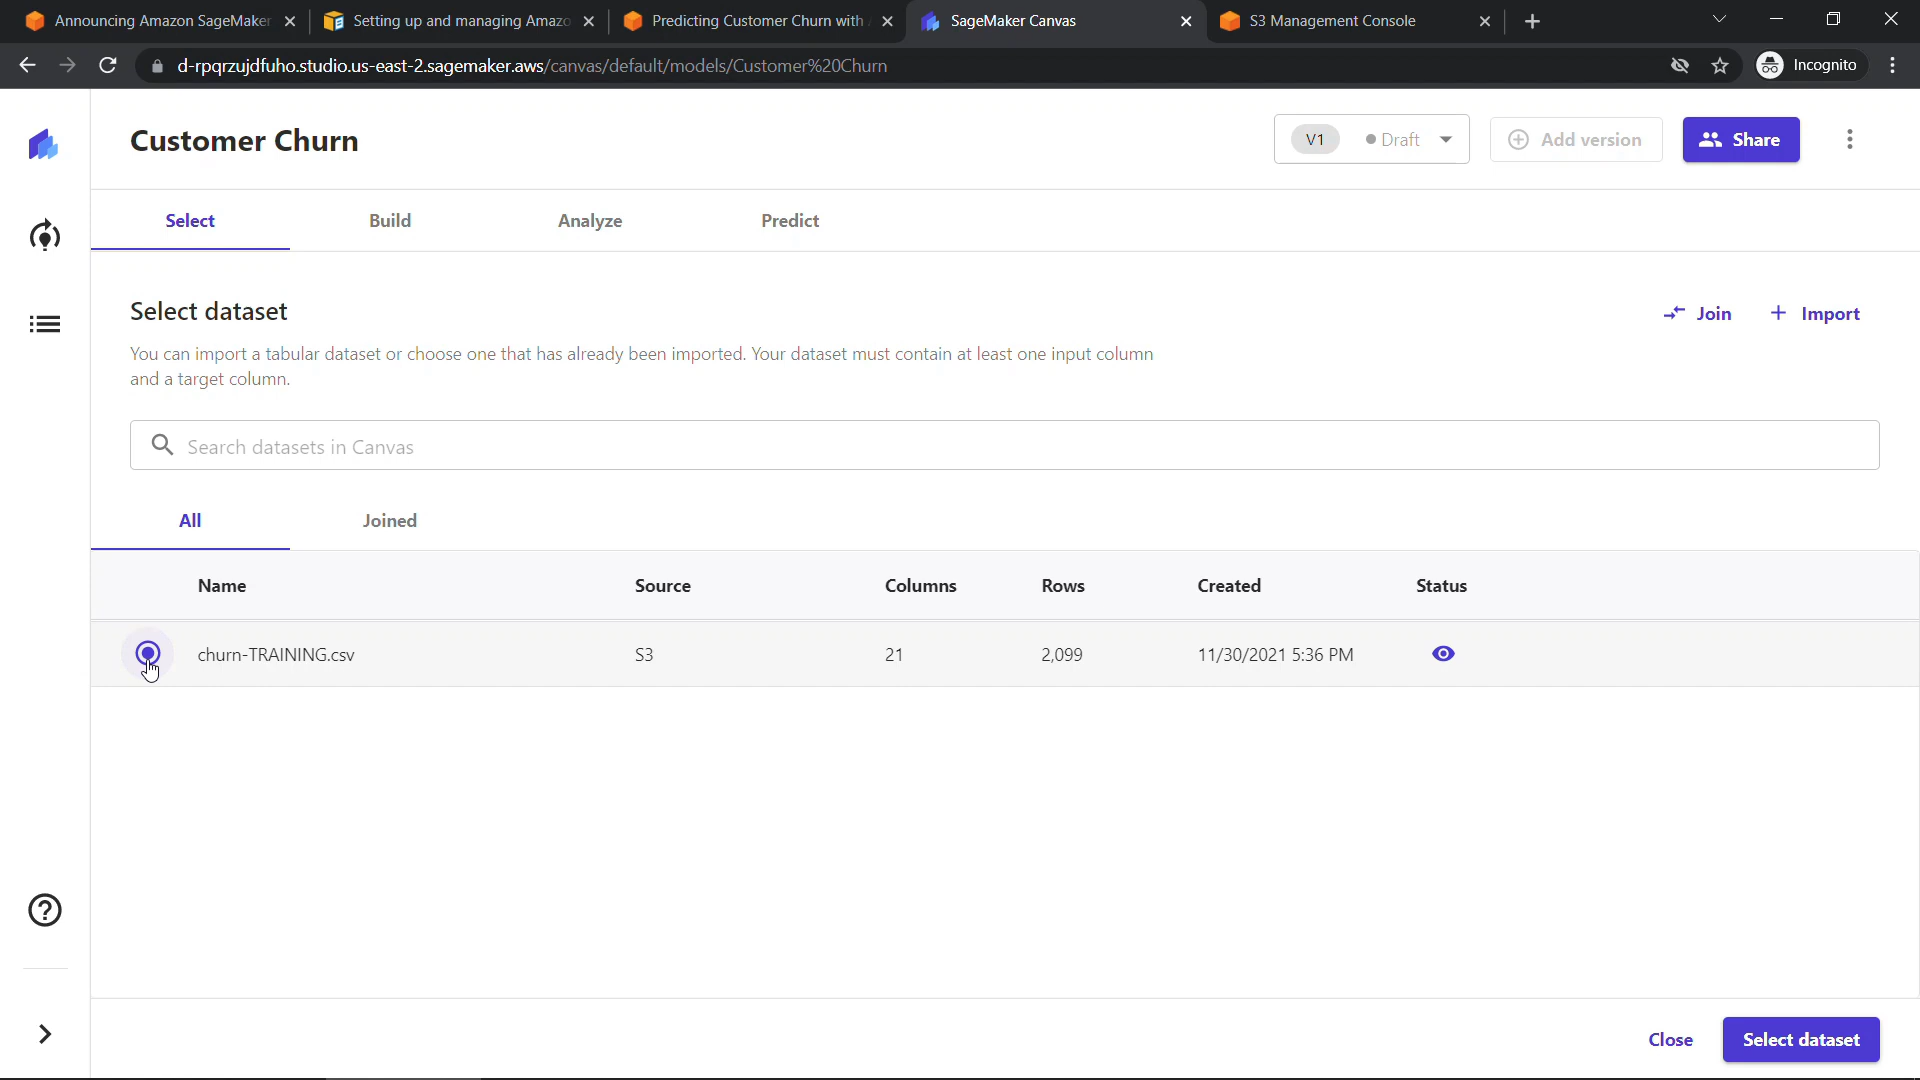 Announcing Amazon SageMaker
Setting up and managing Amazo
Predicting Customer Churn with A
SageMaker Canvas
S3 Management Console
d-rpqrzujdfuho.studio.us-east-2.sagemaker.aws/canvas/default/models/Customer%20Churn
Incognito
Customer Churn
V1 Draft
Add version
Share
Select Build Analyze Predict
Select dataset
Join
Import
You can import a tabular dataset or choose one that has already been imported. Your dataset must contain at least one input column
and a target column.
Search datasets in Canvas
All Joined
Name Source Columns Rows Created Status
churn-TRAINING.csv S3 21 2,099 11/30/2021 5:36 PM
Close
Select dataset